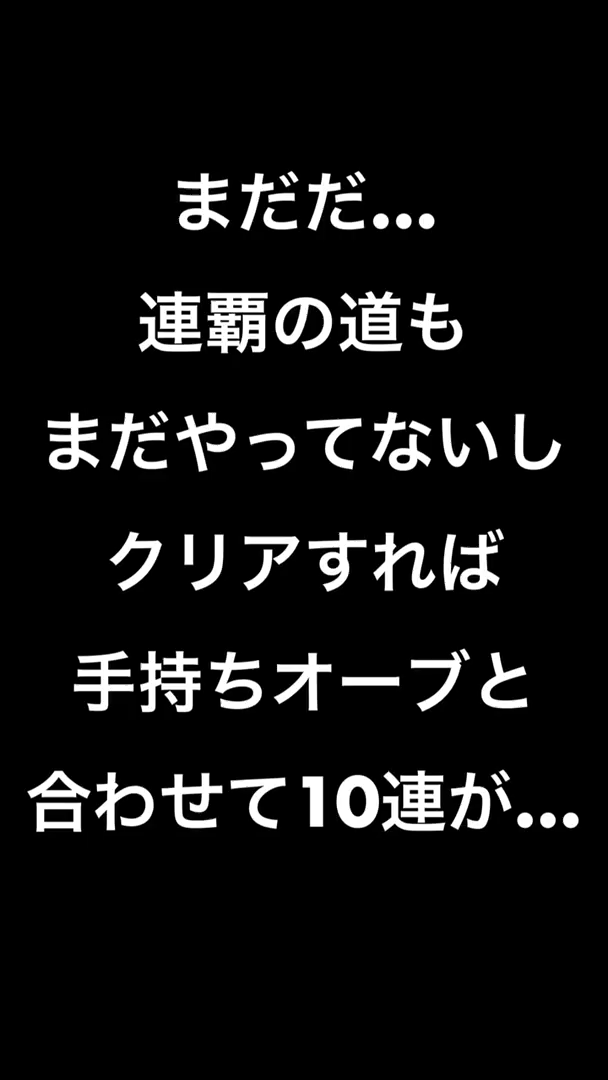 まだだ...
連覇の道も
まだやってないし
クリアすれば
手持ちオーブと
合わせて10連が...